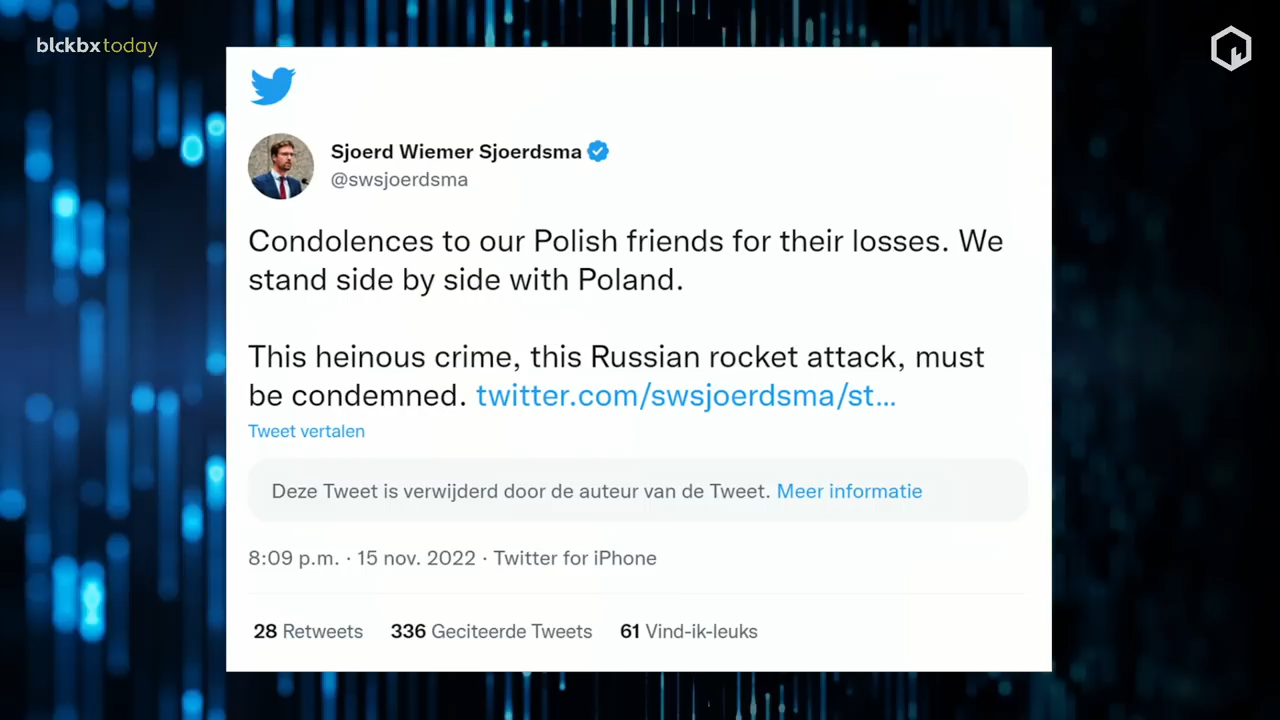 blckbxtoday
Sjoerd Wiemer Sjoerdsma
@swsjoerdsma
Condolences to our Polish friends for their losses. We
stand side by side with Poland.
This heinous crime, this Russian rocket attack, must
be condemned. twitter.com/swsjoerdsma/st...
Tweet vertalen
Deze Tweet is verwijderd door de auteur van de Tweet. Meer informatie
8:09 p.m. · 15 nov. 2022 · Twitter for iPhone
28 Retweets 336 Geciteerde Tweets 61 Vind-ik-leuks